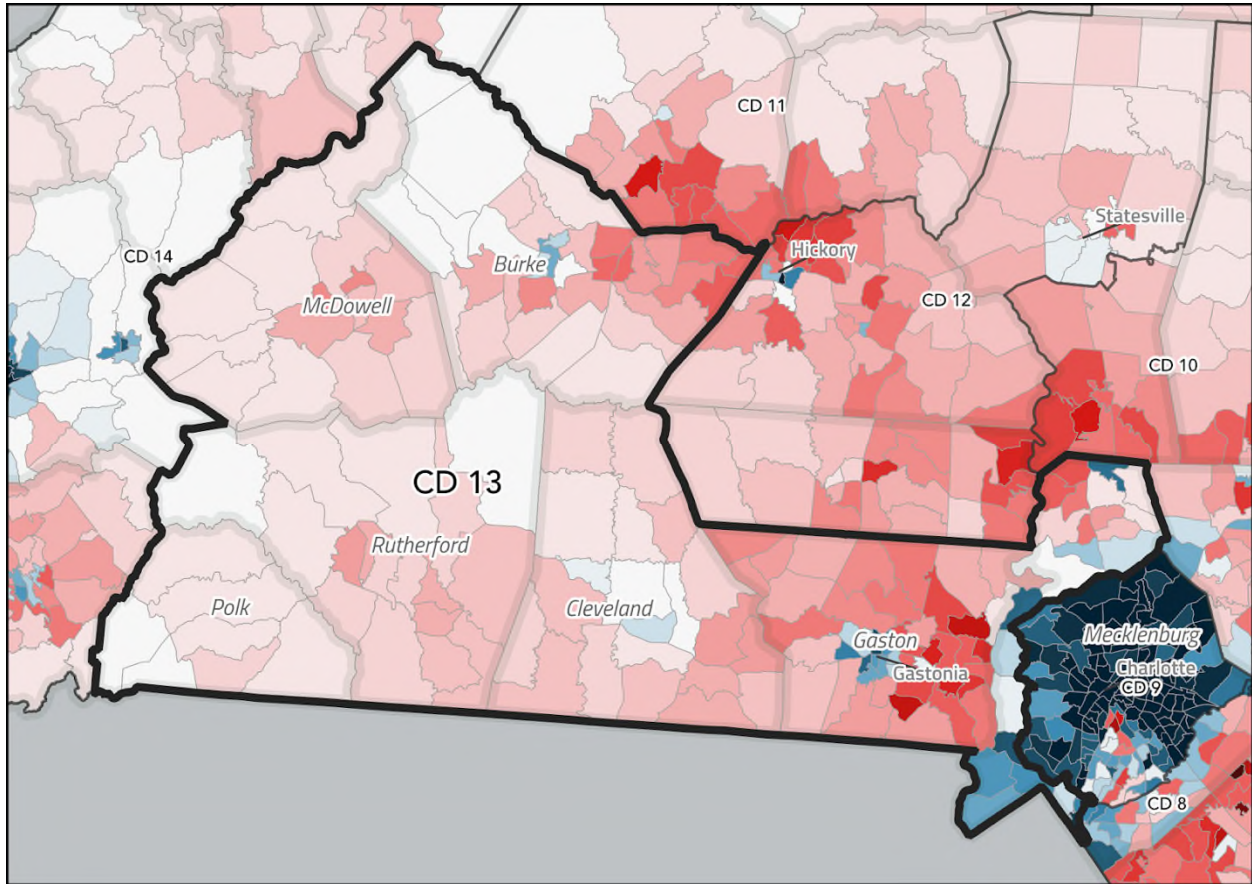 CD 11
Statesville
CD 14
Hickory
Burke
McDowell
CD 12
CD 10
CD 13
Rutherford
Polk
Cleveland
Gaston
Mecklenburg
Gastonia
Charlotte
CD 9
CD 8